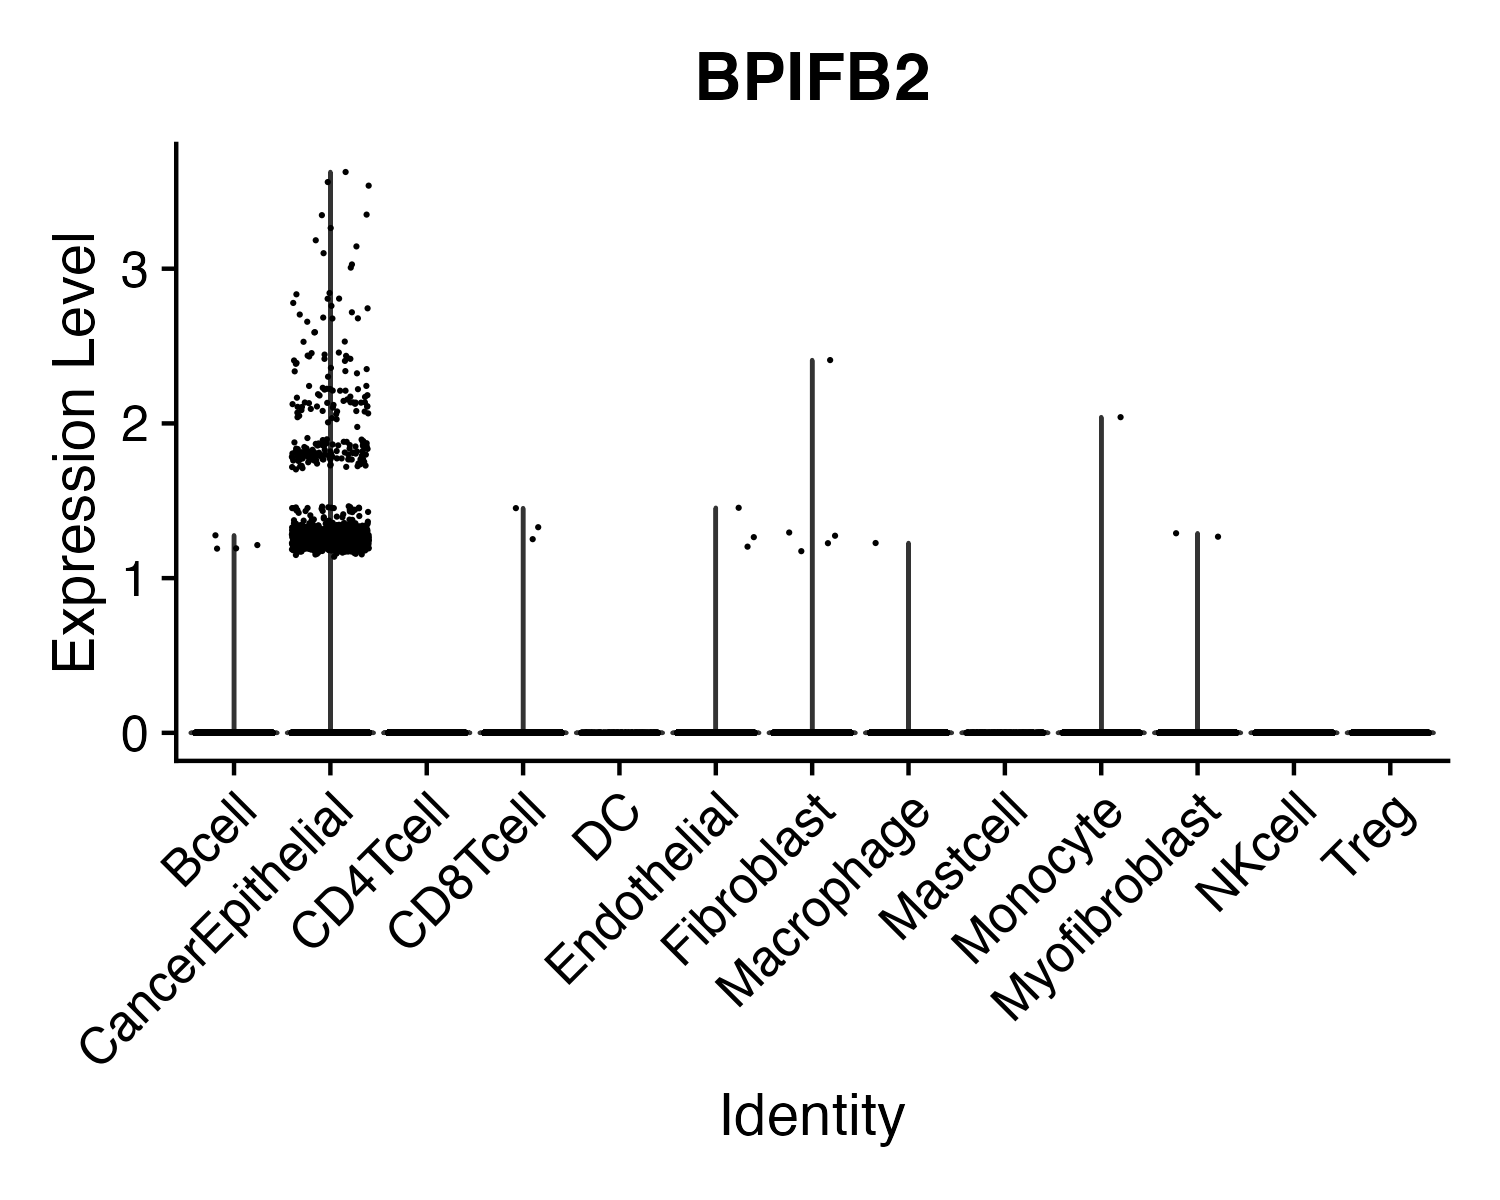 BPIFB2
Expression Level
3
2
1
0
Bcell
CancerEpithelial
CD4Tcell
CD8Tcell
DC
Endothelial
Fibroblast
Macrophage
Mastcell
Monocyte
Myofibroblast
NKcell
Treg
Identity